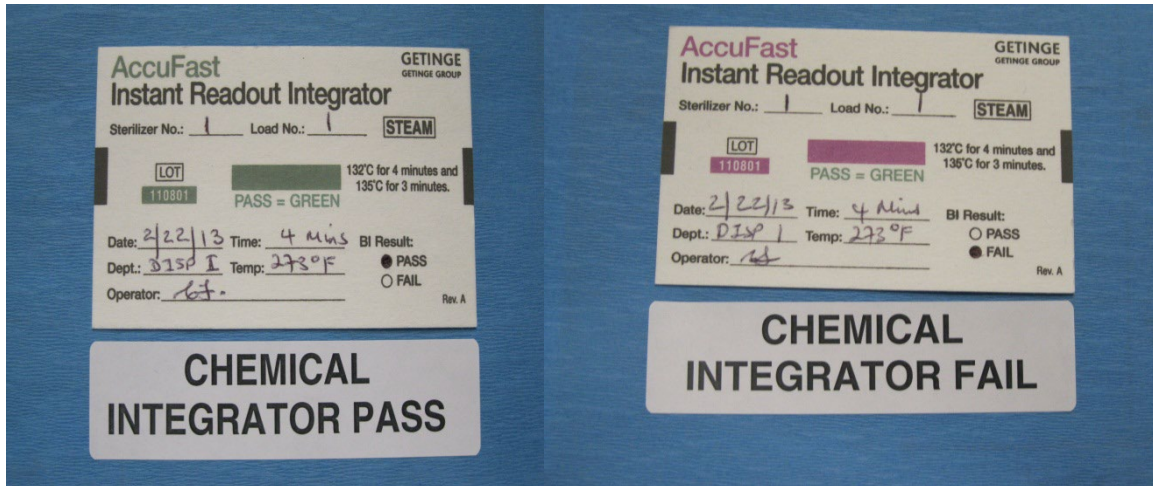 AccuFast
GETINGE
GETINGE GROUP
Instant Readout Integrator
Sterilizer No.: 1 Load No.: 1 STEAM
LOT
110801
132°C for 4 minutes and
135°C for 3 minutes.
PASS = GREEN
Date: 2/22/13 Time: 4 Mins BI Result:
Dept.: DISP I Temp: 273°F PASS
Operator: FAIL
Rev. A
CHEMICAL
INTEGRATOR PASS
AccuFast
GETINGE
GETINGE GROUP
Instant Readout Integrator
Sterilizer No.: 1 Load No.: 1 STEAM
LOT
110801
132°C for 4 minutes and
135°C for 3 minutes.
PASS = GREEN
Date: 2/22/13 Time: 4 Mins BI Result:
Dept.: DISP I Temp: 273°F PASS
Operator: FAIL
Rev. A
CHEMICAL
INTEGRATOR FAIL